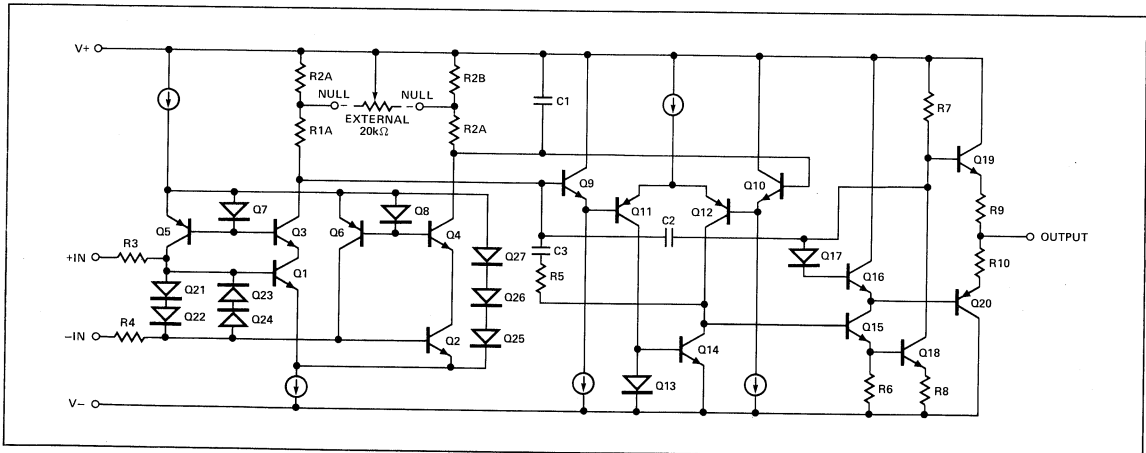 V+
R2A
R2B
NULL
NULL
EXTERNAL
20kΩ
R1A
R2A
C1
R7
Q19
Q9
Q10
Q7
Q8
Q11
Q12
R9
Q5
Q3
Q6
Q4
C2
OUTPUT
R3
+IN
Q1
Q27
C3
Q17
Q16
R10
Q21
Q23
R5
Q26
Q20
Q22
Q24
Q15
R4
-IN
Q2
Q25
Q14
Q18
Q13
R6
R8
V-